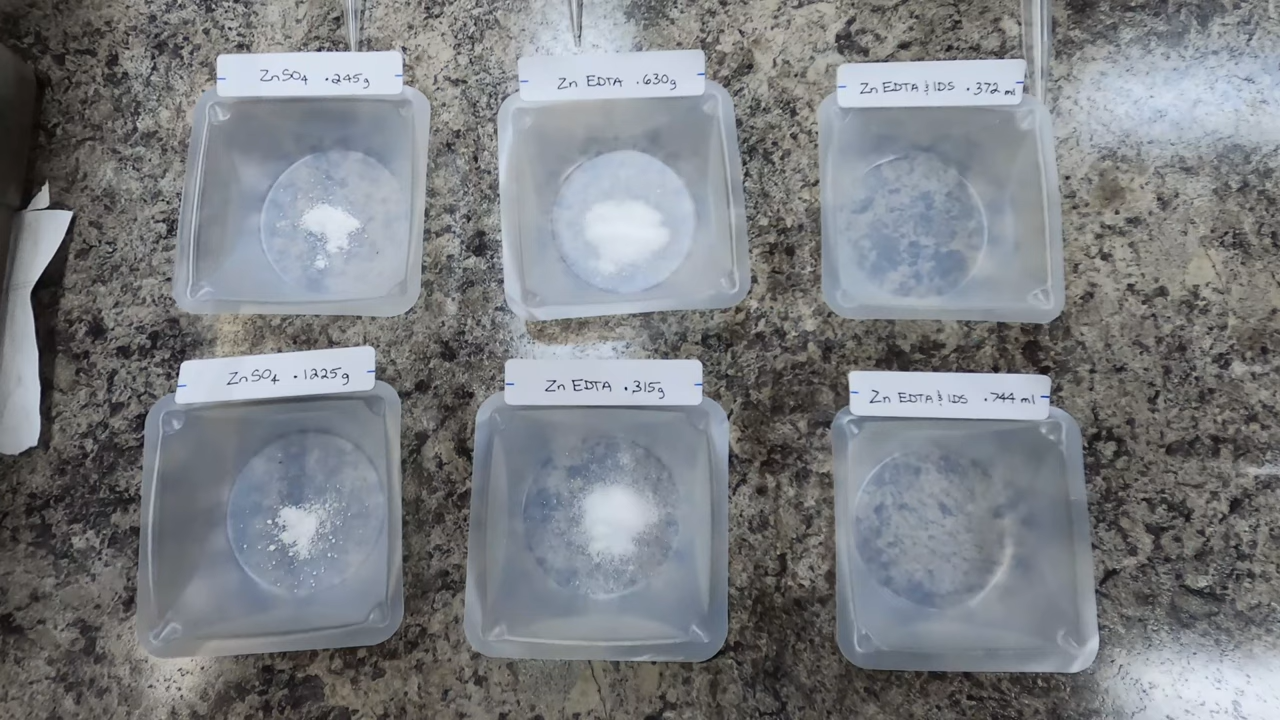 ZnSO4 .245g
Zn EDTA .630g
Zn EDTA & IDS .372 ml
ZnSO4 .1225g
Zn EDTA .315g
Zn EDTA & IDS .744 ml